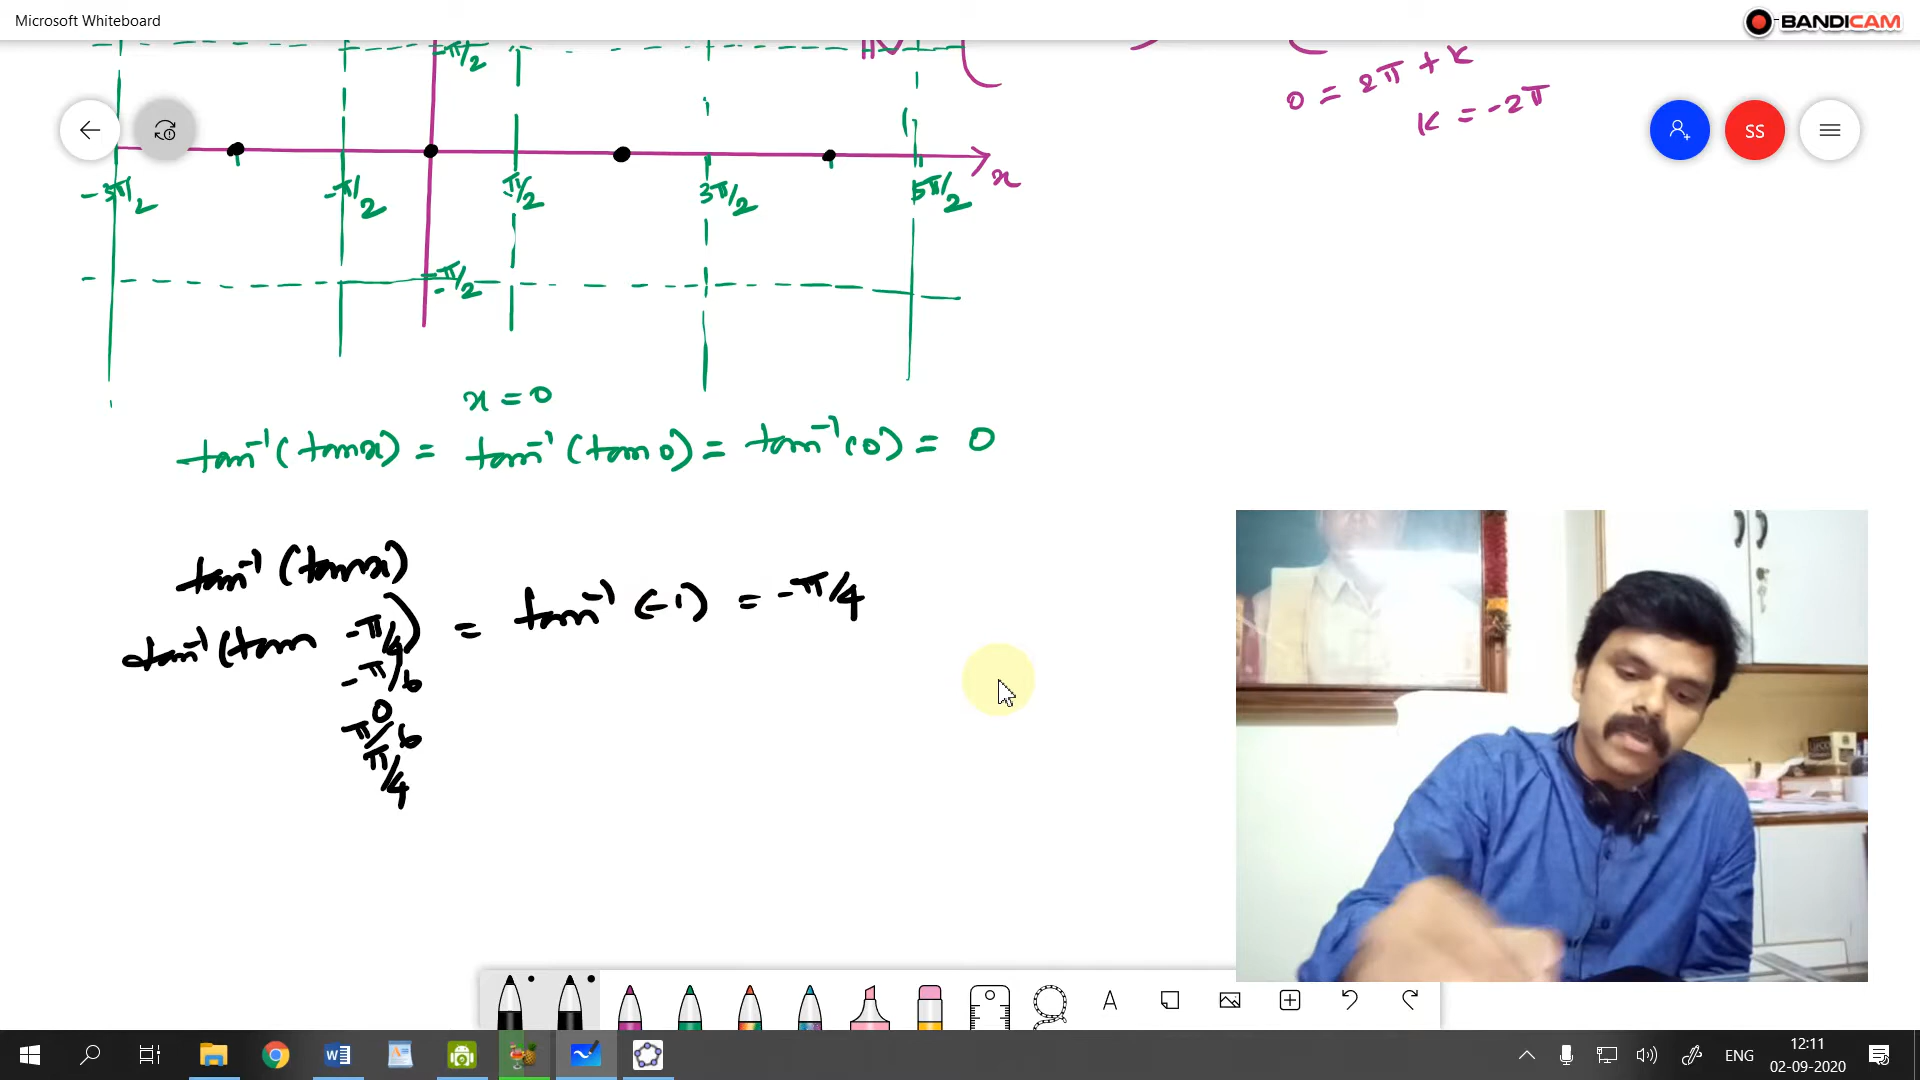 Microsoft Whiteboard
BANDICAM
π/2
0 = 2π + K
K = -2π
SS
-3π/2
-π/2
π/2
3π/2
5π/2
x
-π/2
x = 0
tan⁻¹(tanx) = tan⁻¹(tan 0) = tan⁻¹(0) = 0
tan⁻¹(tanx)
tan⁻¹(tan -π/4) = tan⁻¹(-1) = -π/4
-π/6
0
π/6
π/4
A
W
ENG
12:11
02-09-2020